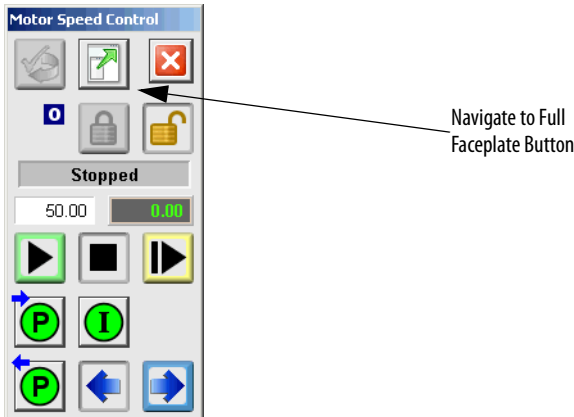 Motor Speed Control
O
Stopped
50.00 0.00
P I
P
Navigate to Full
Faceplate Button